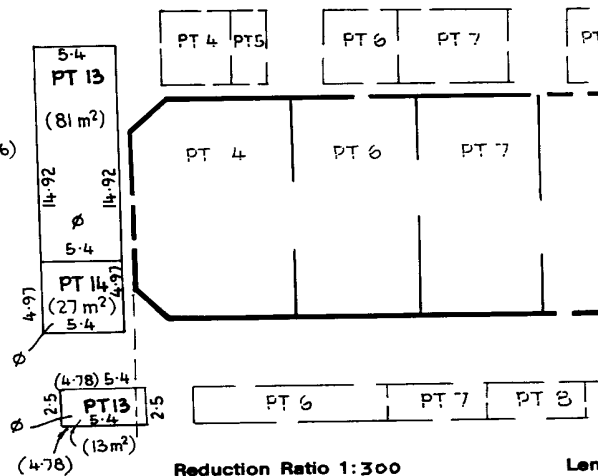 PT 4 PT5 PT 6 PT 7
5·4
PT 13
(81 m²)
14·92 14·92
Ø
5·4
PT 4 PT 6 PT 7
6)
PT 14
4·97 4·97
(27 m²)
5·4
Ø
(4·78) 5·4
2·5 PT13 2·5
5·4
Ø
(4·78) (13m²)
PT 6 PT 7 PT 8
Reduction Ratio 1:300 Len